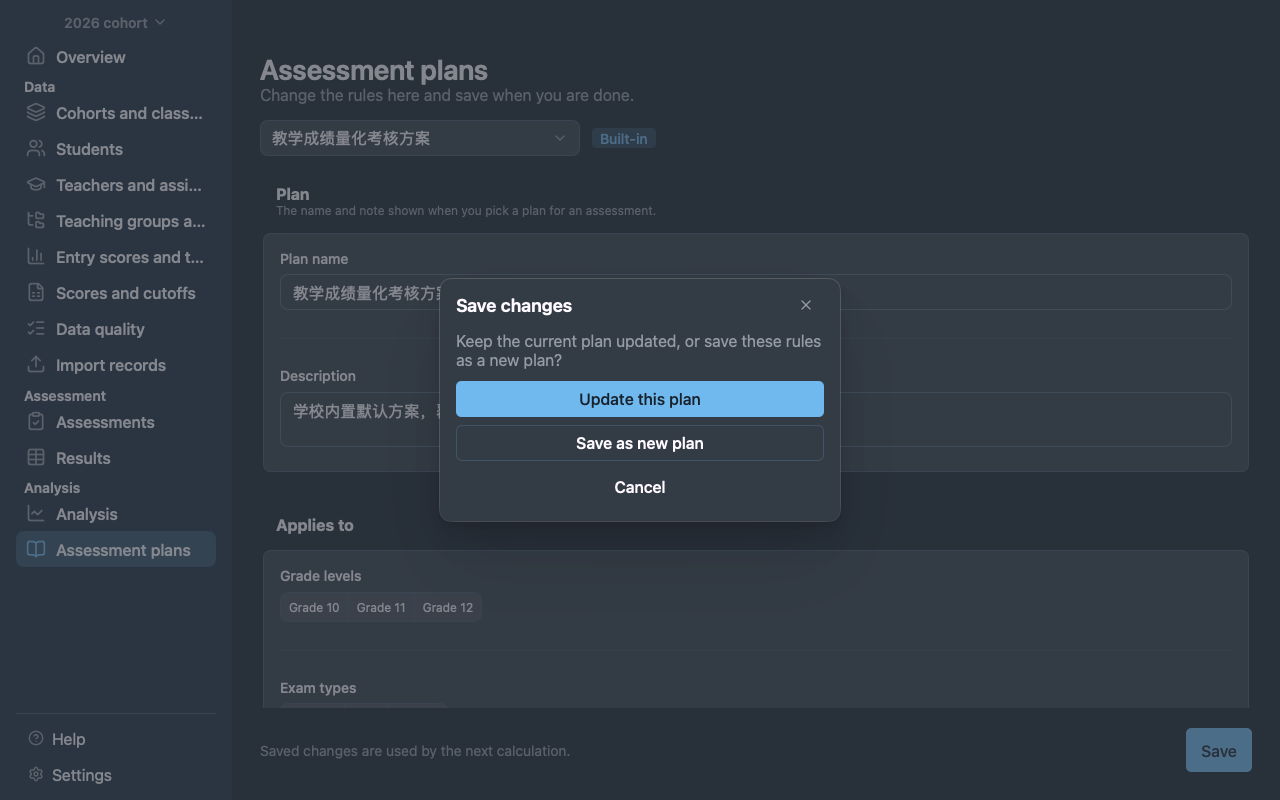 2026 cohort
Overview
Data
Cohorts and class...
Students
Teachers and assi...
Teaching groups a...
Entry scores and t...
Scores and cutoffs
Data quality
Import records
Assessment
Assessments
Results
Analysis
Analysis
Assessment plans
Help
Settings
Assessment plans
Change the rules here and save when you are done.
教学成绩量化考核方案
Built-in
Plan
The name and note shown when you pick a plan for an assessment.
Plan name
教学成绩量化考核方
Description
学校内置默认方案，
Save changes
Keep the current plan updated, or save these rules
as a new plan?
Update this plan
Save as new plan
Cancel
Applies to
Grade levels
Grade 10
Grade 11
Grade 12
Exam types
Saved changes are used by the next calculation.
Save